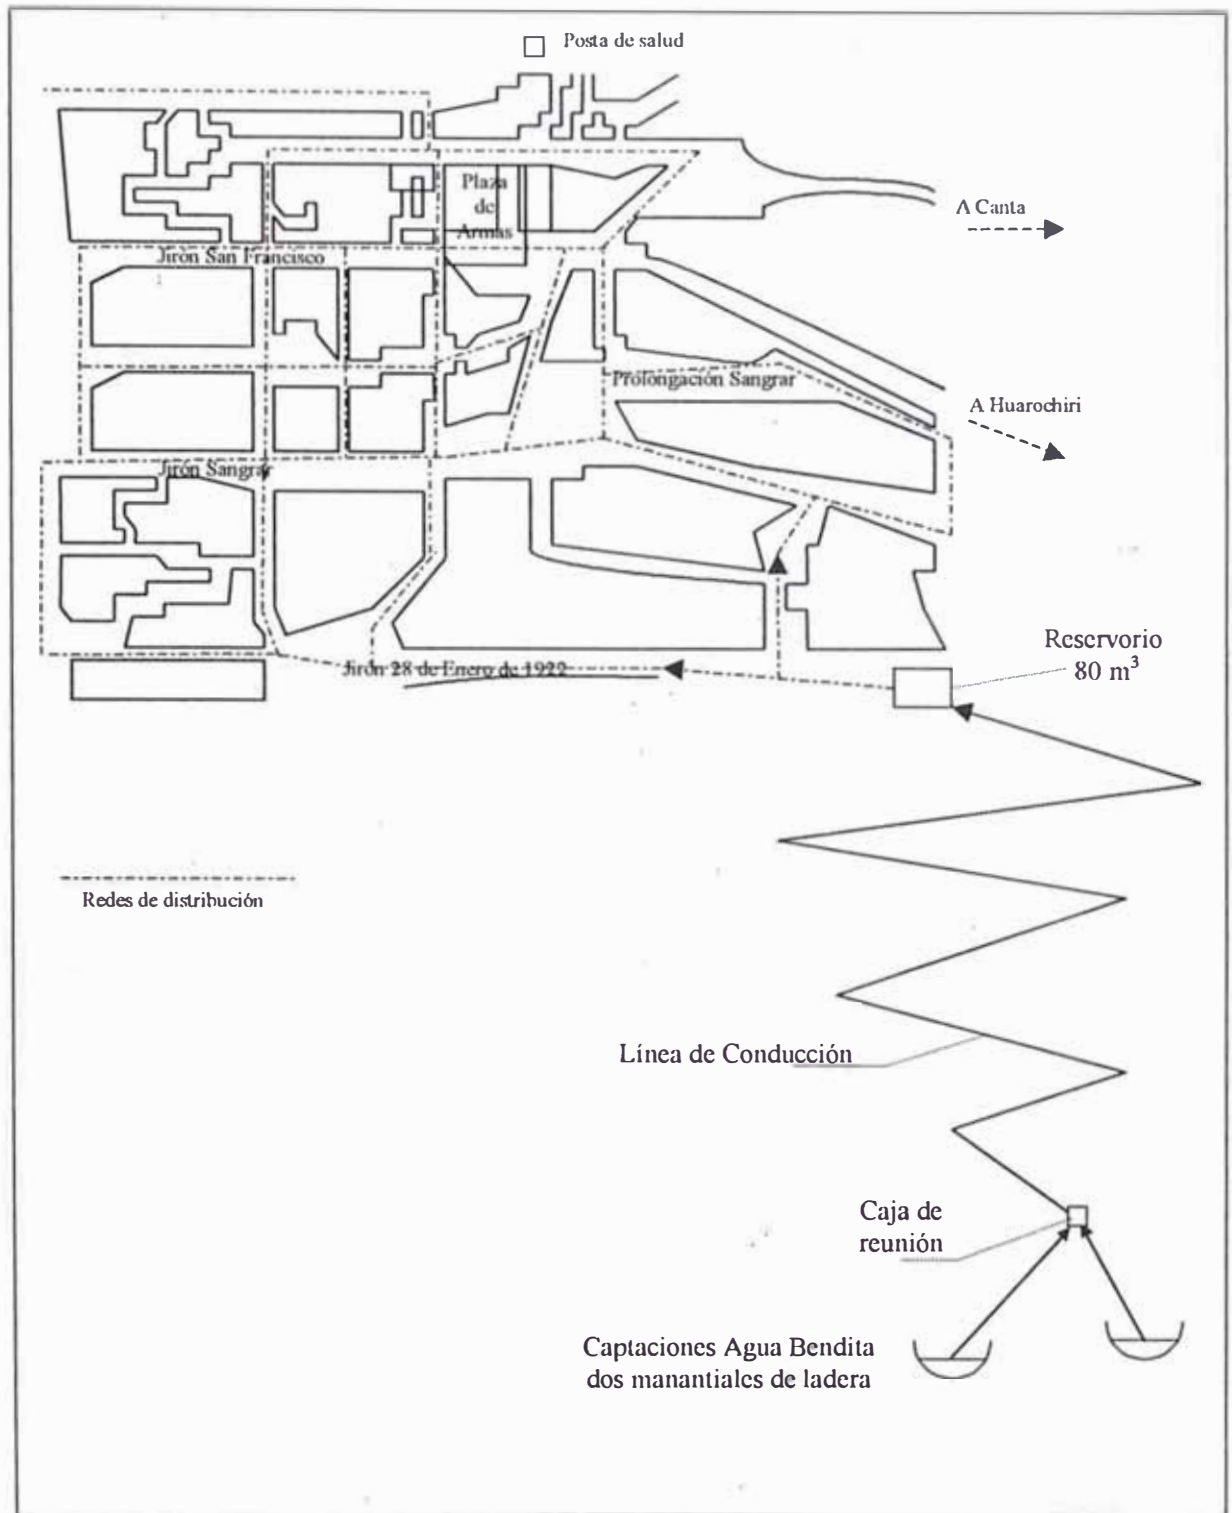 Posta de salud
Plaza
de
Armas
A Canta
Jirón San Francisco
Prolongación Sangrar
A Huarochiri
Jirón Sangrar
Reservorio
80 m³
Jirón 28 de Enero de 1922
Redes de distribución
Línea de Conducción
Caja de
reunión
Captaciones Agua Bendita
dos manantiales de ladera